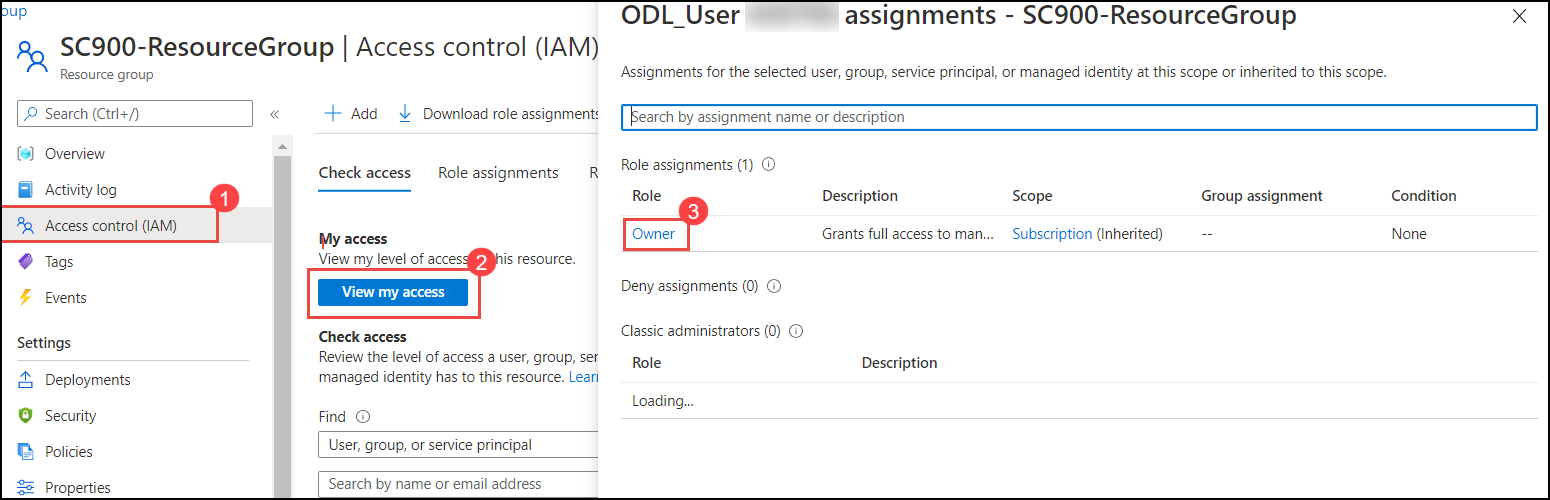 oup
SC900-ResourceGroup | Access control (IAM)
Resource group
Search (Ctrl+/)
«
Overview
Activity log
1
Access control (IAM)
Tags
Events
Settings
Deployments
Security
Policies
Properties
Add
Download role assignments
Check access
Role assignments
R
My access
View my level of access this resource.
2
View my access
Check access
Review the level of access a user, group, ser
managed identity has to this resource. Learn
Find
User, group, or service principal
Search by name or email address
ODL_User assignments - SC900-ResourceGroup
Assignments for the selected user, group, service principal, or managed identity at this scope or inherited to this scope.
Search by assignment name or description
Role assignments (1)
Role Description Scope Group assignment Condition
3
Owner Grants full access to man... Subscription (Inherited) -- None
Deny assignments (0)
Classic administrators (0)
Role Description
Loading...